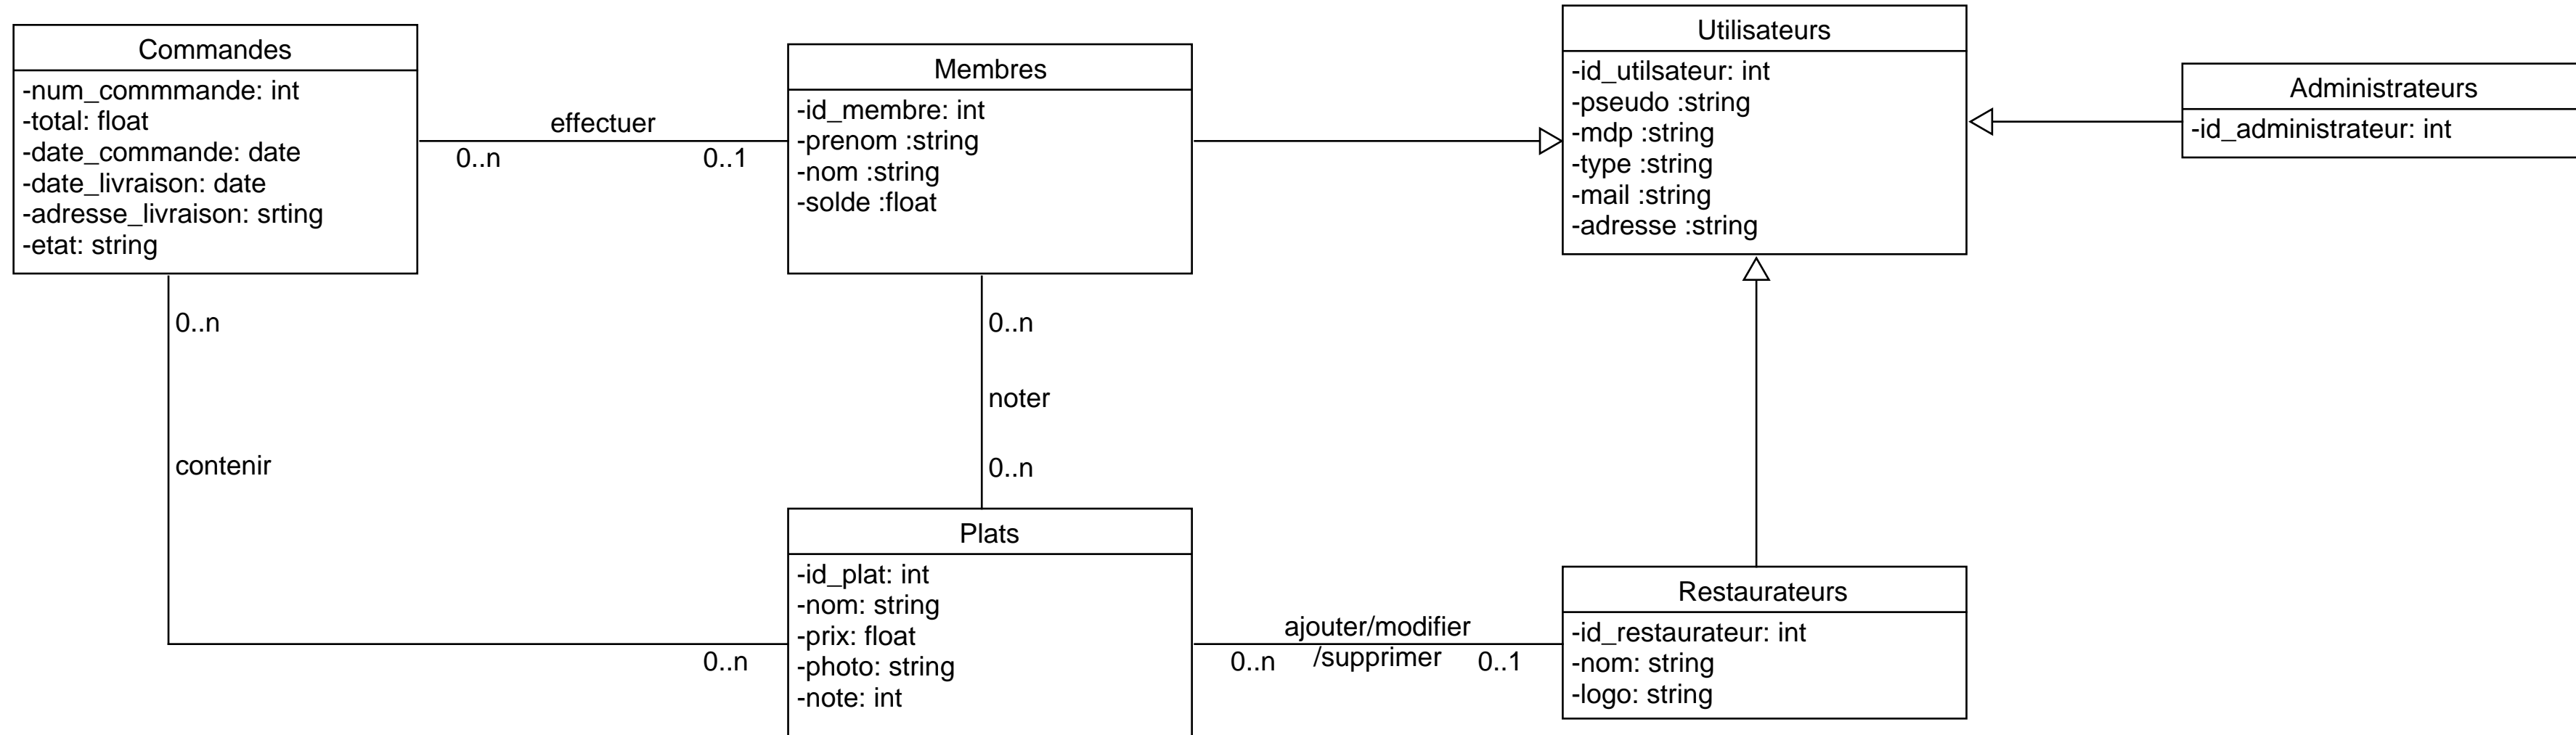 Commandes
-num_commmande: int
-total: float
-date_commande: date
-date_livraison: date
-adresse_livraison: srting
-etat: string
effectuer
0..n
0..1
Membres
-id_membre: int
-prenom :string
-nom :string
-solde :float
Utilisateurs
-id_utilsateur: int
-pseudo :string
-mdp :string
-type :string
-mail :string
-adresse :string
Administrateurs
-id_administrateur: int
0..n
contenir
0..n
0..n
noter
0..n
Plats
-id_plat: int
-nom: string
-prix: float
-photo: string
-note: int
ajouter/modifier
/supprimer
0..n
0..1
Restaurateurs
-id_restaurateur: int
-nom: string
-logo: string